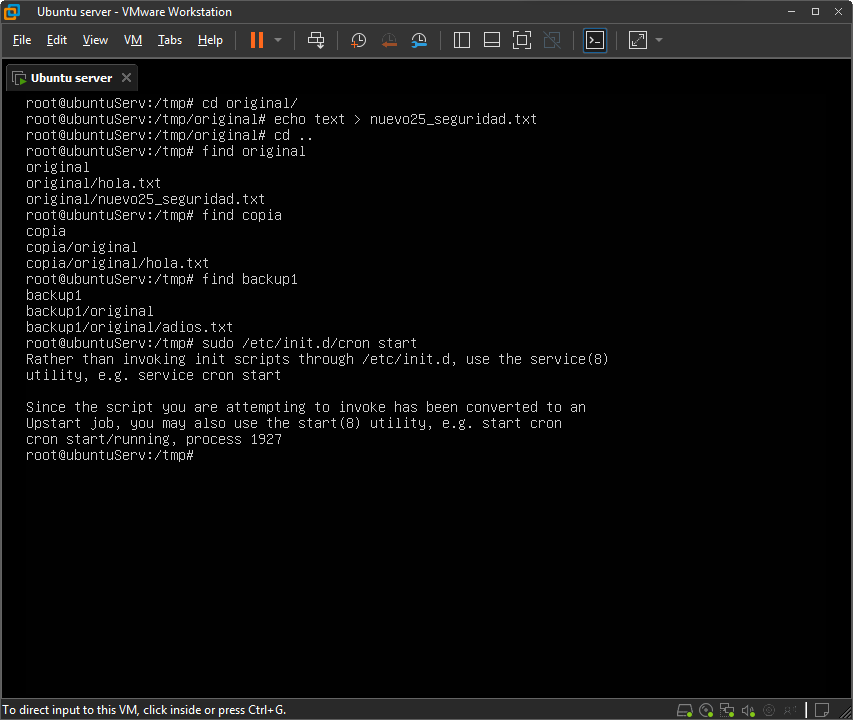 Ubuntu server - VMware Workstation
File Edit View VM Tabs Help
Ubuntu server
root@ubuntuServ:/tmp# cd original/
root@ubuntuServ:/tmp/original# echo text > nuevo25_seguridad.txt
root@ubuntuServ:/tmp/original# cd ..
root@ubuntuServ:/tmp# find original
original
original/hola.txt
original/nuevo25_seguridad.txt
root@ubuntuServ:/tmp# find copia
copia
copia/original
copia/original/hola.txt
root@ubuntuServ:/tmp# find backup1
backup1
backup1/original
backup1/original/adios.txt
root@ubuntuServ:/tmp# sudo /etc/init.d/cron start
Rather than invoking init scripts through /etc/init.d, use the service(8)
utility, e.g. service cron start
Since the script you are attempting to invoke has been converted to an
Upstart job, you may also use the start(8) utility, e.g. start cron
cron start/running, process 1927
root@ubuntuServ:/tmp#
To direct input to this VM, click inside or press Ctrl+G.